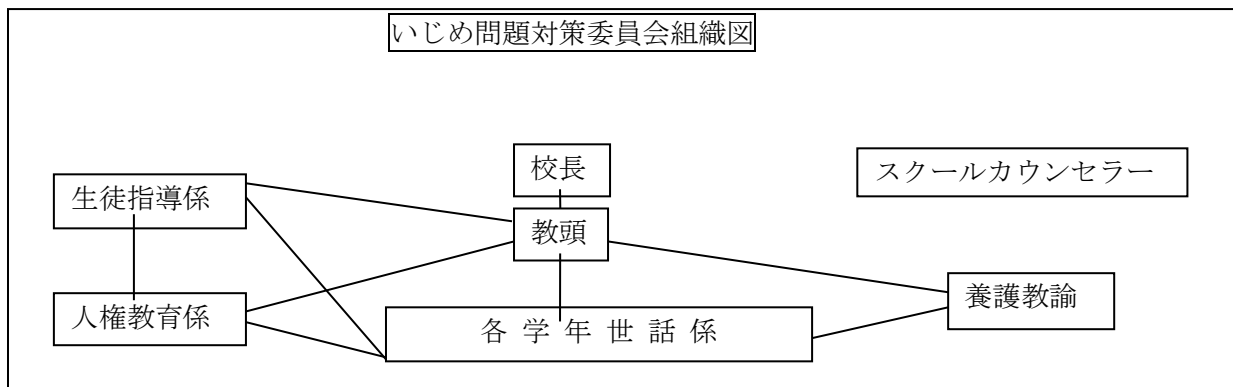 いじめ問題対策委員会組織図
校長
スクールカウンセラー
生徒指導係
教頭
人権教育係
養護教諭
各学年世話係